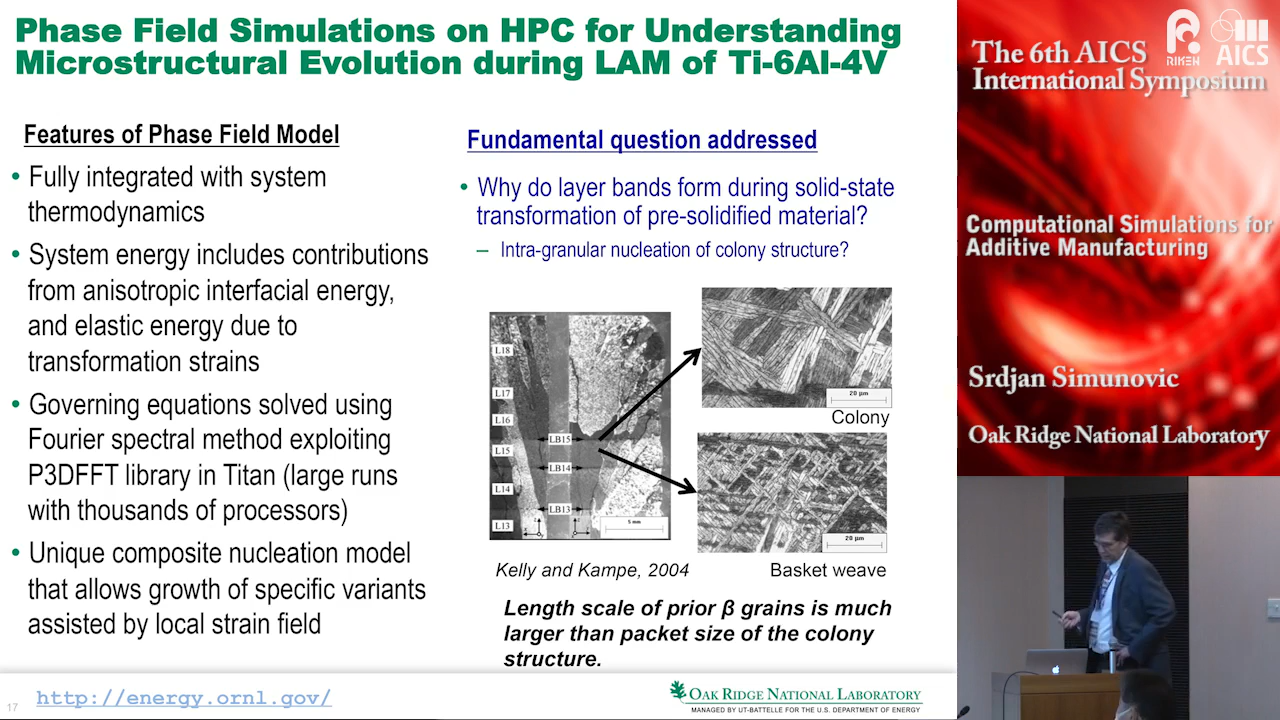 Phase Field Simulations on HPC for Understanding
Microstructural Evolution during LAM of Ti-6Al-4V
Features of Phase Field Model
• Fully integrated with system
thermodynamics
• System energy includes contributions
from anisotropic interfacial energy,
and elastic energy due to
transformation strains
• Governing equations solved using
Fourier spectral method exploiting
P3DFFT library in Titan (large runs
with thousands of processors)
• Unique composite nucleation model
that allows growth of specific variants
assisted by local strain field
Fundamental question addressed
• Why do layer bands form during solid-state
transformation of pre-solidified material?
– Intra-granular nucleation of colony structure?
L18
L17
L16
L15
L14
L13
LB15
LB14
LB13
5 mm
20 µm
Colony
20 µm
Basket weave
Kelly and Kampe, 2004
Length scale of prior β grains is much
larger than packet size of the colony
structure.
17
http://energy.ornl.gov/
OAK RIDGE NATIONAL LABORATORY
MANAGED BY UT-BATTELLE FOR THE U.S. DEPARTMENT OF ENERGY
The 6th AICS
International Symposium
RIKEN
AICS
Computational Simulations for
Additive Manufacturing
Srdjan Simunovic
Oak Ridge National Laboratory